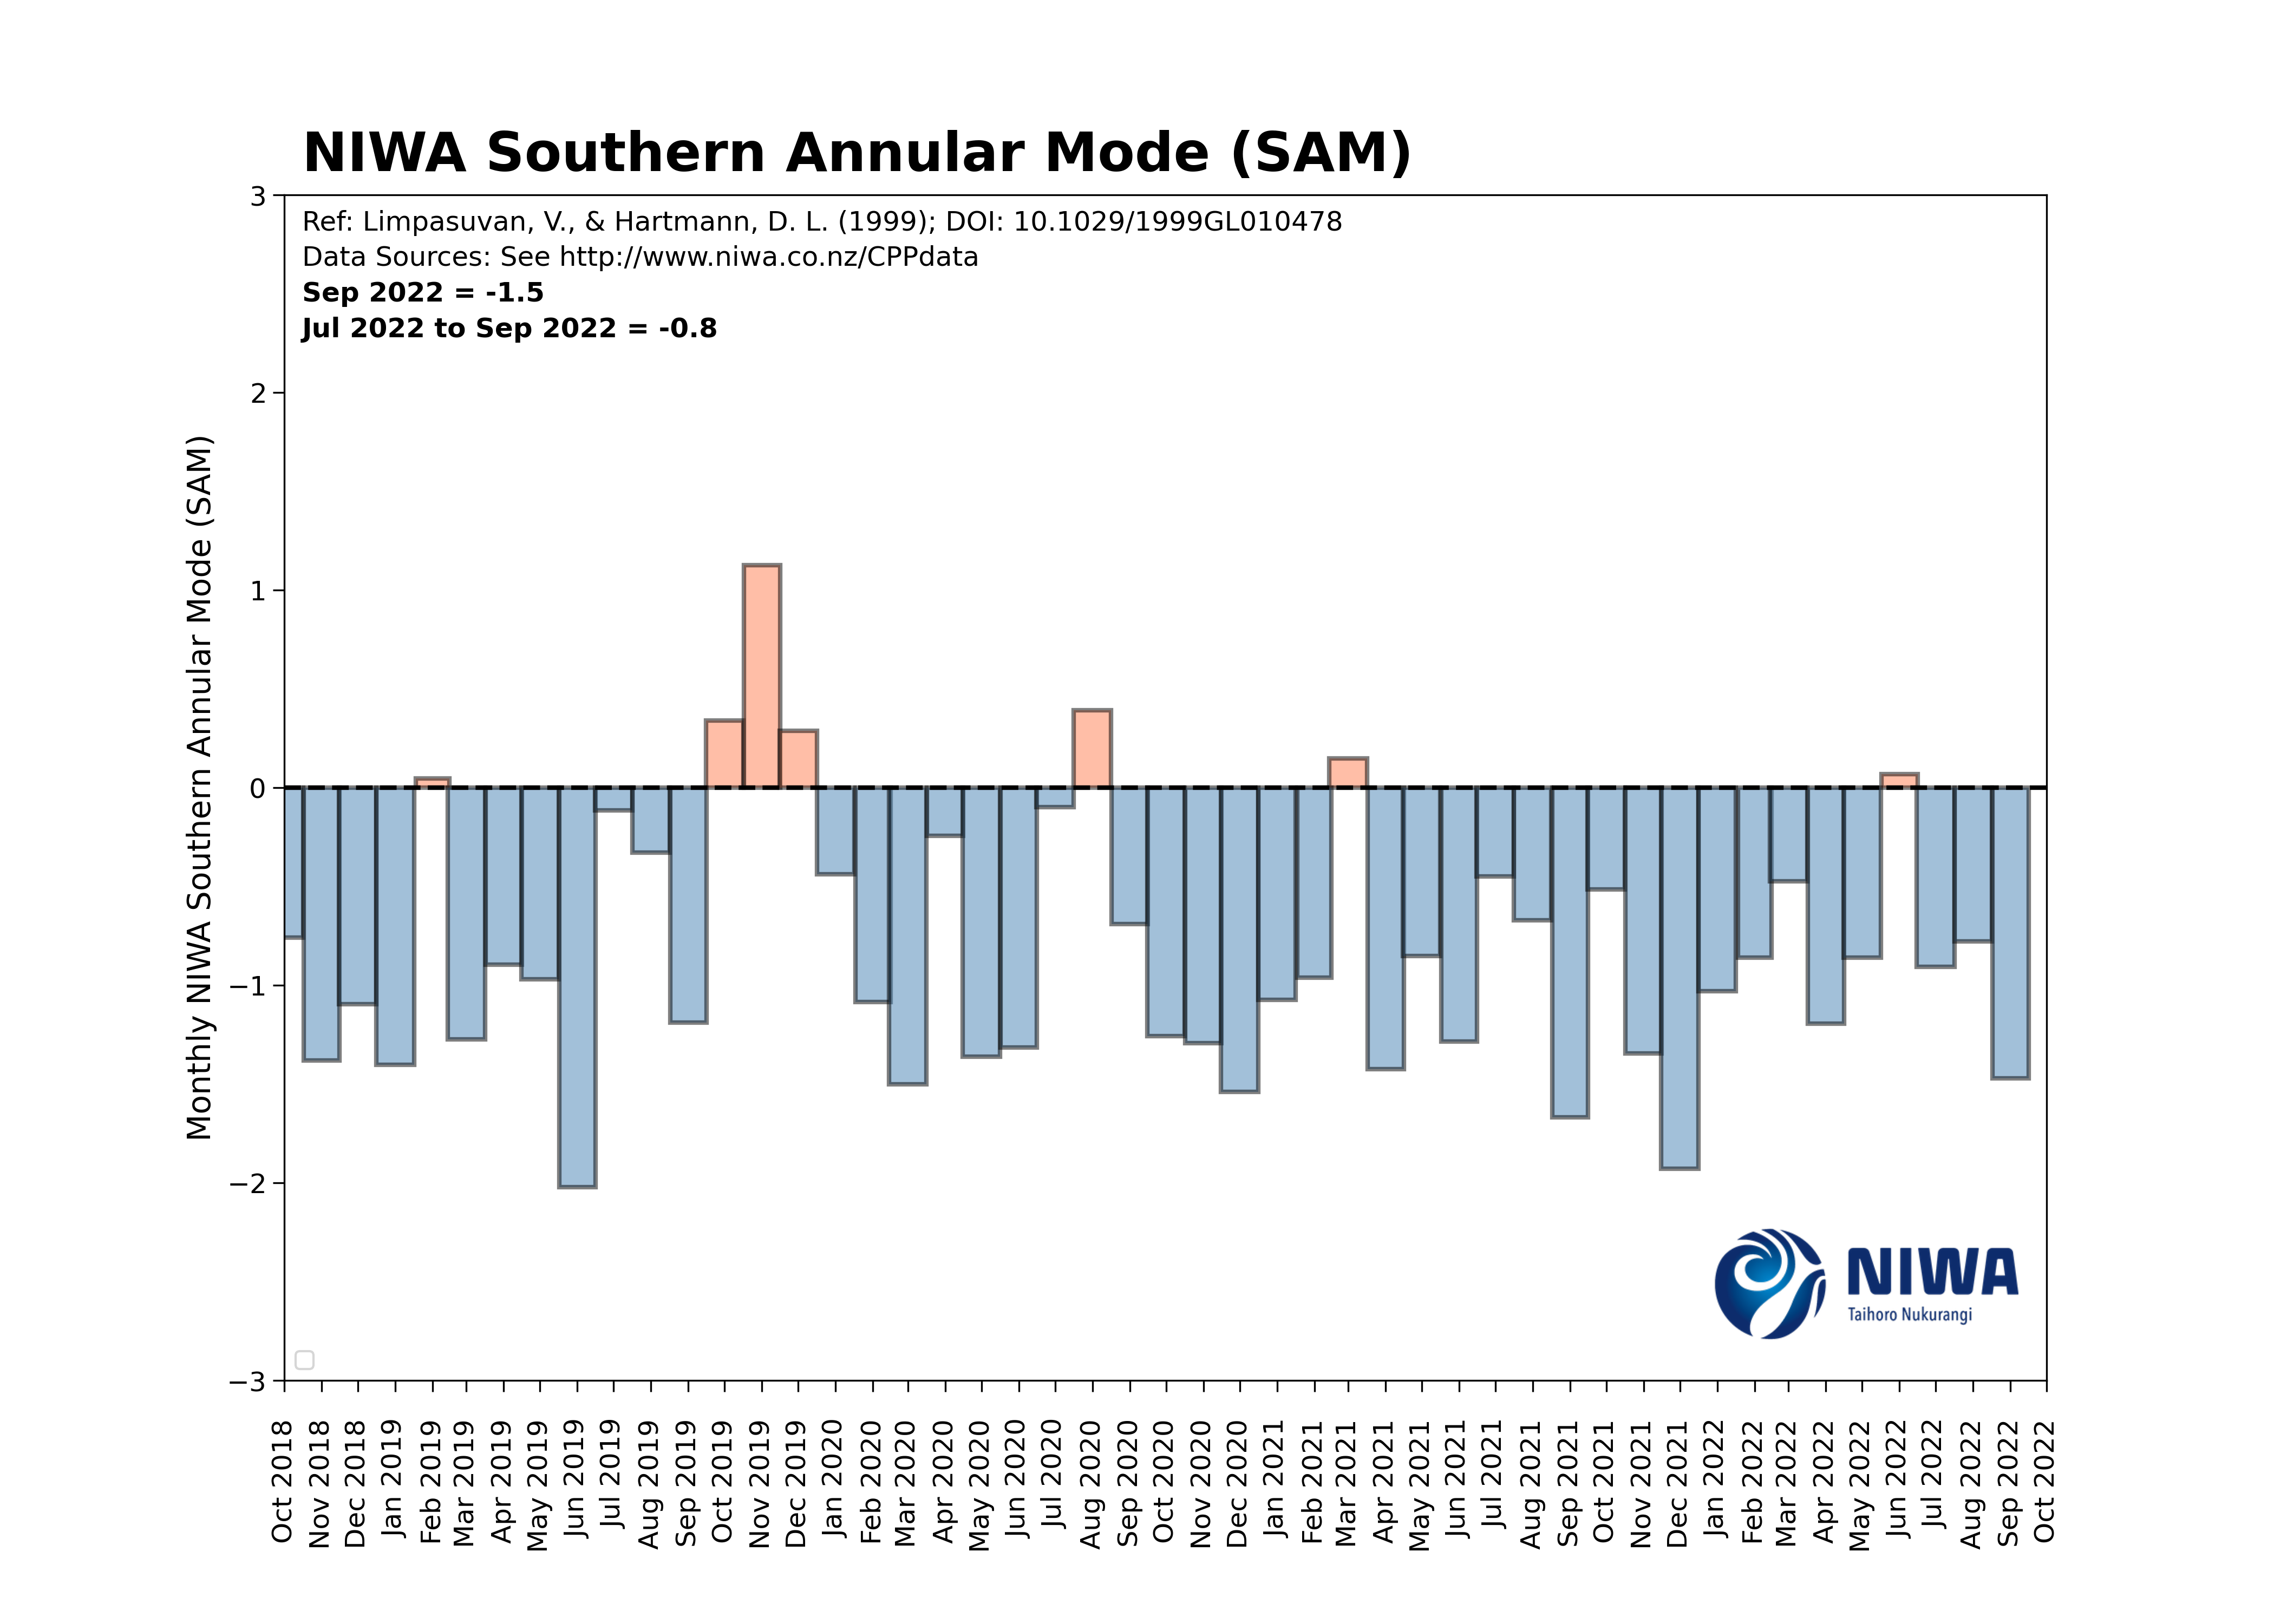 NIWA Southern Annular Mode (SAM)
Ref: Limpasuvan, V., & Hartmann, D. L. (1999); DOI: 10.1029/1999GL010478
Data Sources: See http://www.niwa.co.nz/CPPdata
Sep 2022 = -1.5
Jul 2022 to Sep 2022 = -0.8
Monthly NIWA Southern Annular Mode (SAM)
3
2
1
0
−1
−2
−3
NIWA
Taihoro Nukurangi
Oct 2018
Nov 2018
Dec 2018
Jan 2019
Feb 2019
Mar 2019
Apr 2019
May 2019
Jun 2019
Jul 2019
Aug 2019
Sep 2019
Oct 2019
Nov 2019
Dec 2019
Jan 2020
Feb 2020
Mar 2020
Apr 2020
May 2020
Jun 2020
Jul 2020
Aug 2020
Sep 2020
Oct 2020
Nov 2020
Dec 2020
Jan 2021
Feb 2021
Mar 2021
Apr 2021
May 2021
Jun 2021
Jul 2021
Aug 2021
Sep 2021
Oct 2021
Nov 2021
Dec 2021
Jan 2022
Feb 2022
Mar 2022
Apr 2022
May 2022
Jun 2022
Jul 2022
Aug 2022
Sep 2022
Oct 2022